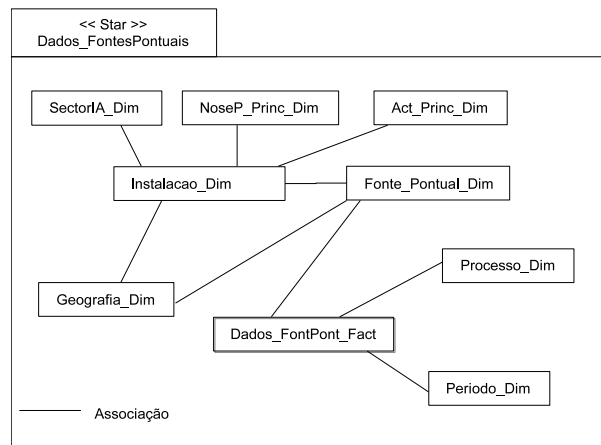 << Star >>
Dados_FontesPontuais
SectorIA_Dim
NoseP_Princ_Dim
Act_Princ_Dim
Instalacao_Dim
Fonte_Pontual_Dim
Processo_Dim
Geografia_Dim
Dados_FontPont_Fact
Periodo_Dim
Associação